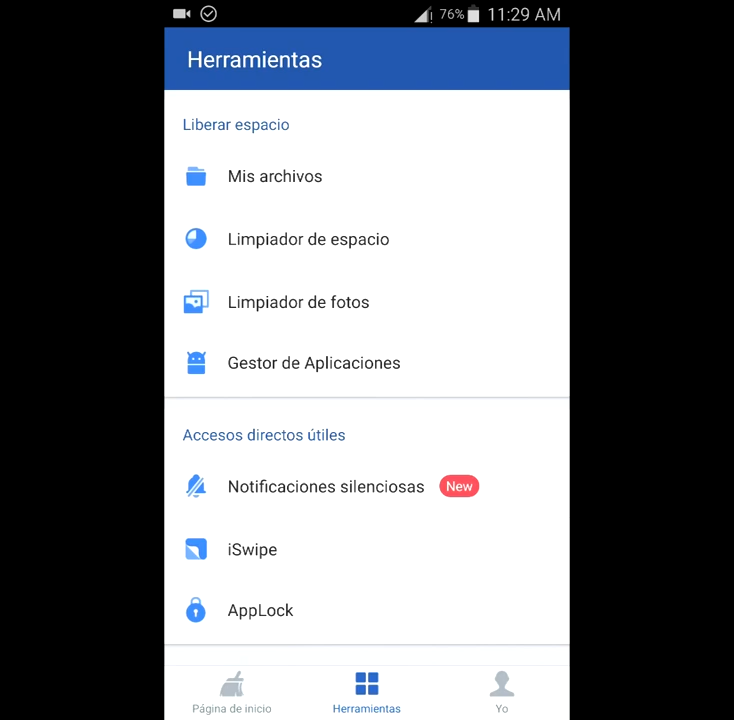 76% 11:29 AM
Herramientas
Liberar espacio
Mis archivos
Limpiador de espacio
Limpiador de fotos
Gestor de Aplicaciones
Accesos directos útiles
Notificaciones silenciosas New
iSwipe
AppLock
Página de inicio Herramientas Yo